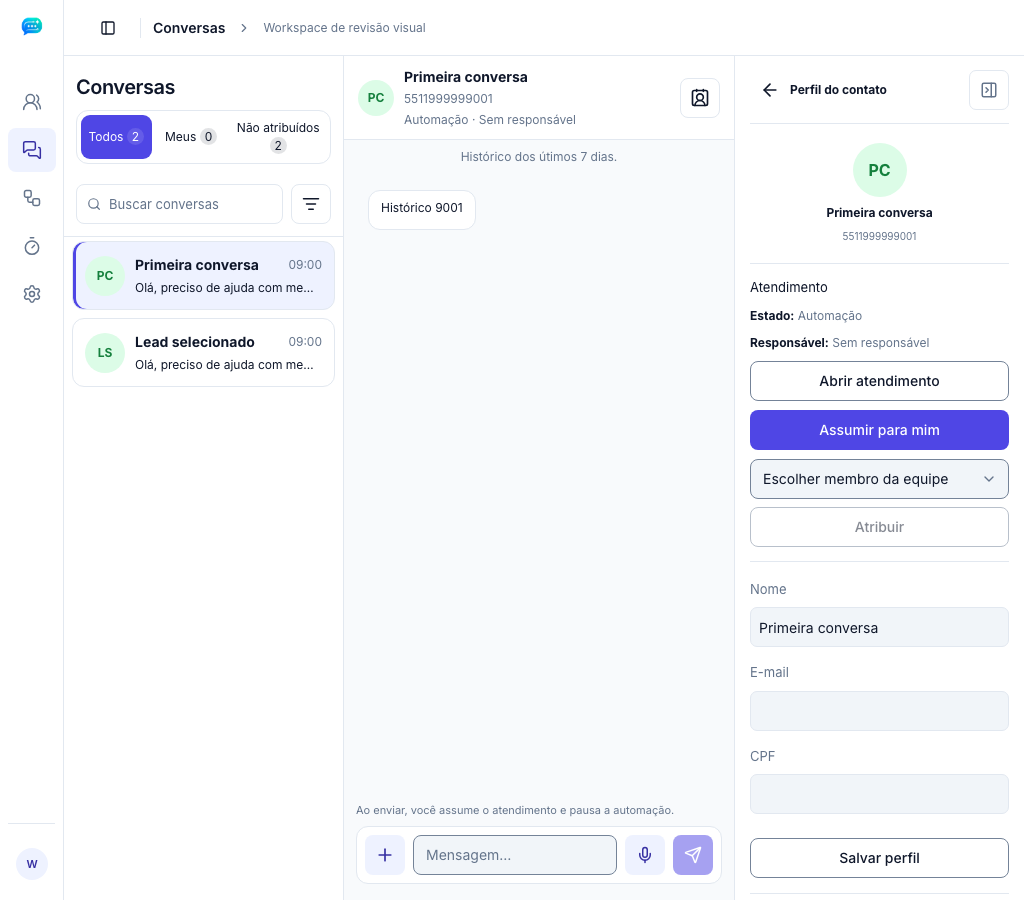 Conversas
Workspace de revisão visual
Conversas
Todos 2
Meus 0
Não atribuídos
2
Buscar conversas
PC
Primeira conversa
09:00
Olá, preciso de ajuda com me...
LS
Lead selecionado
09:00
Olá, preciso de ajuda com me...
W
PC
Primeira conversa
5511999999001
Automação · Sem responsável
Histórico dos útimos 7 dias.
Histórico 9001
Ao enviar, você assume o atendimento e pausa a automação.
Mensagem...
Perfil do contato
PC
Primeira conversa
5511999999001
Atendimento
Estado: Automação
Responsável: Sem responsável
Abrir atendimento
Assumir para mim
Escolher membro da equipe
Atribuir
Nome
Primeira conversa
E-mail
CPF
Salvar perfil